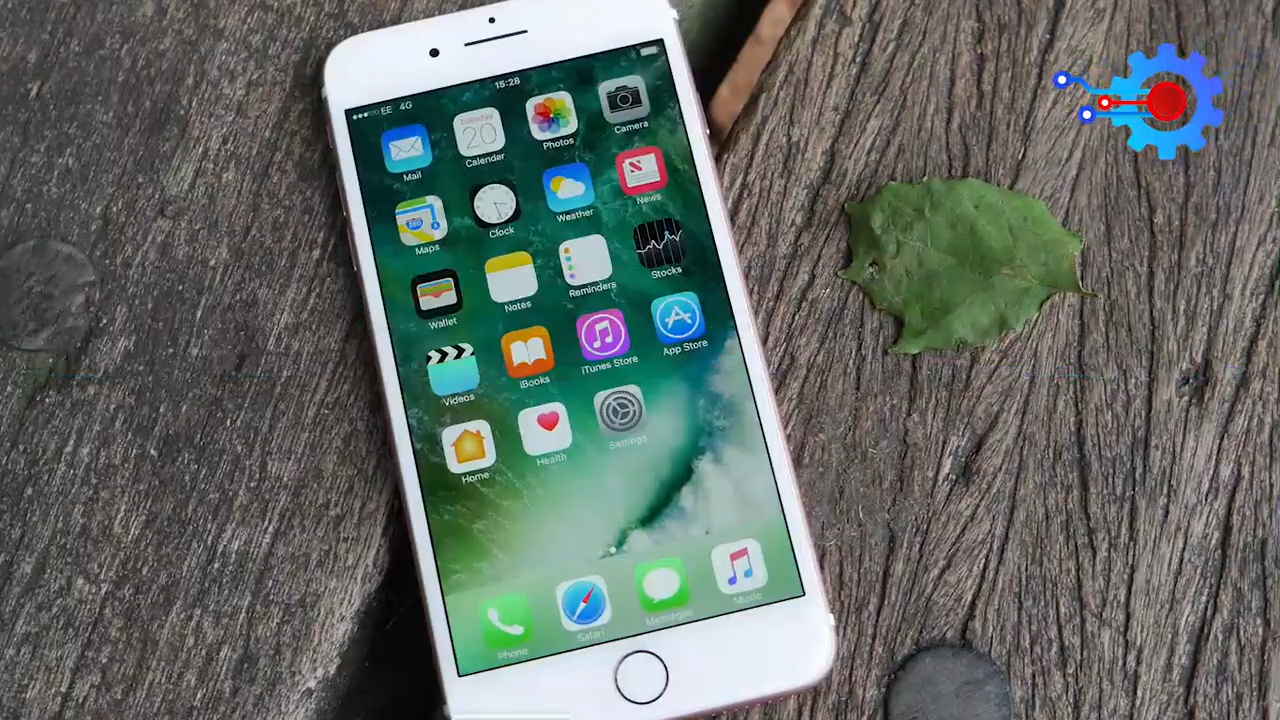 EE 4G
15:28
Mail
Tuesday
20
Calendar
Photos
Camera
Maps
280
Clock
Weather
News
Wallet
Notes
Reminders
Stocks
Videos
iBooks
iTunes Store
App Store
Home
Health
Settings
Phone
Safari
Messages
Music